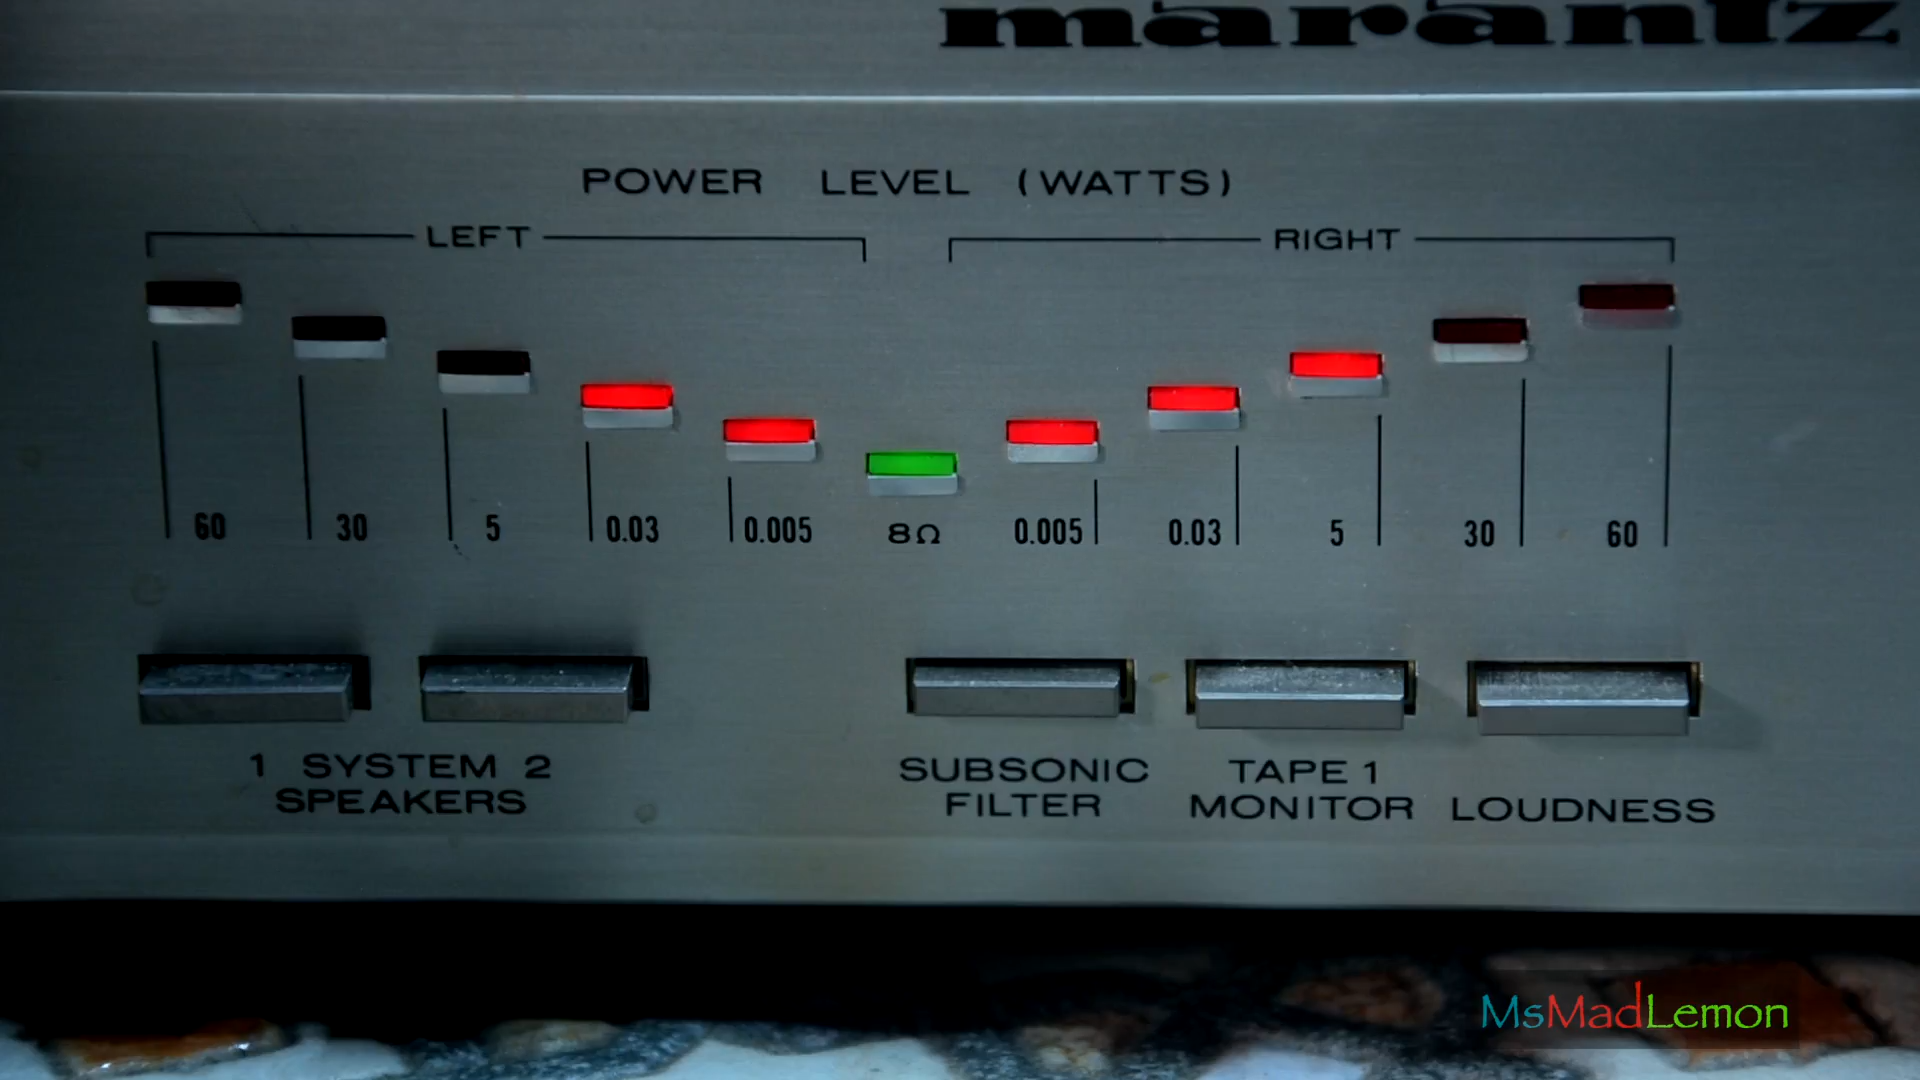 marantz
POWER LEVEL (WATTS)
LEFT RIGHT
60 30 5 0.03 0.005 8Ω 0.005 0.03 5 30 60
1 SYSTEM 2
SPEAKERS
SUBSONIC
FILTER
TAPE 1
MONITOR
LOUDNESS
MsMadLemon